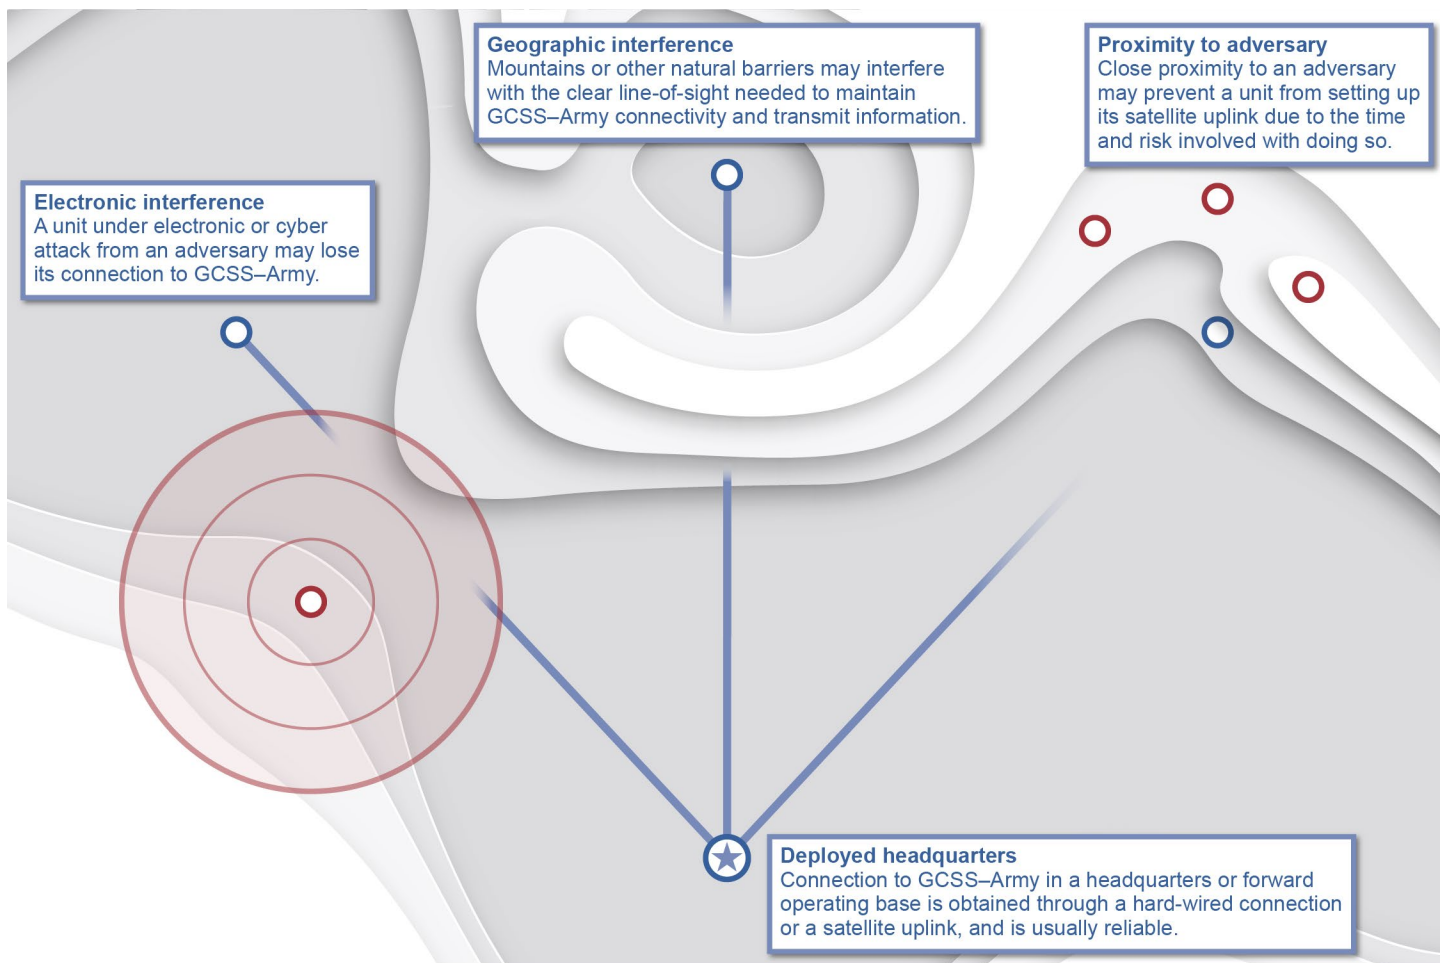 Geographic interference
Mountains or other natural barriers may interfere
with the clear line-of-sight needed to maintain
GCSS–Army connectivity and transmit information.
Proximity to adversary
Close proximity to an adversary
may prevent a unit from setting up
its satellite uplink due to the time
and risk involved with doing so.
Electronic interference
A unit under electronic or cyber
attack from an adversary may lose
its connection to GCSS–Army.
Deployed headquarters
Connection to GCSS–Army in a headquarters or forward
operating base is obtained through a hard-wired connection
or a satellite uplink, and is usually reliable.